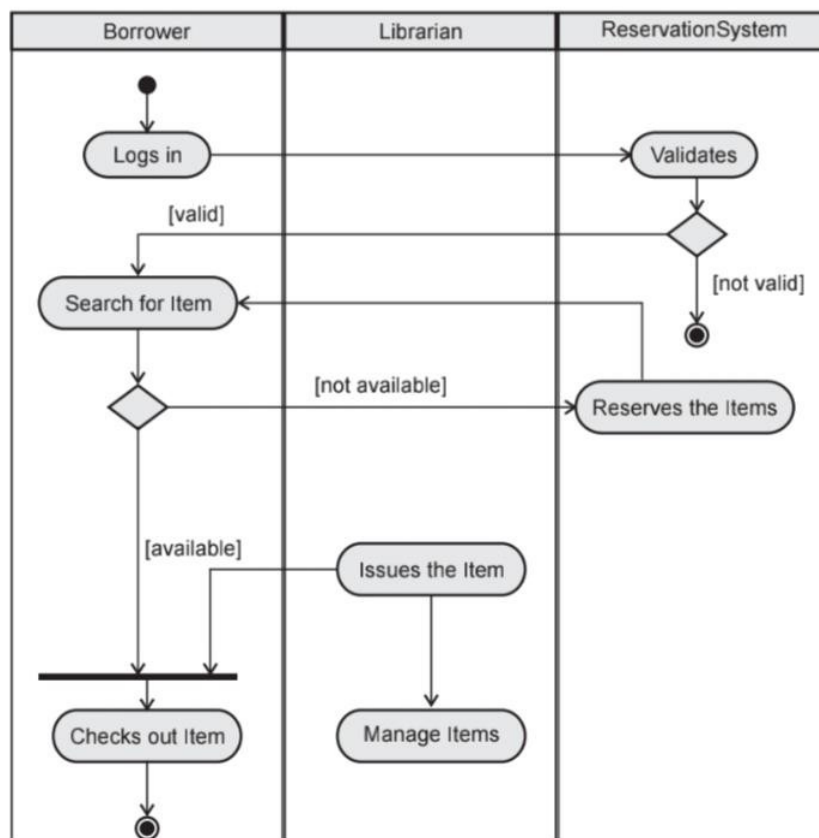 Borrower
Librarian
ReservationSystem
Logs in
Validates
[valid]
[not valid]
Search for Item
[not available]
Reserves the Items
[available]
Issues the Item
Checks out Item
Manage Items